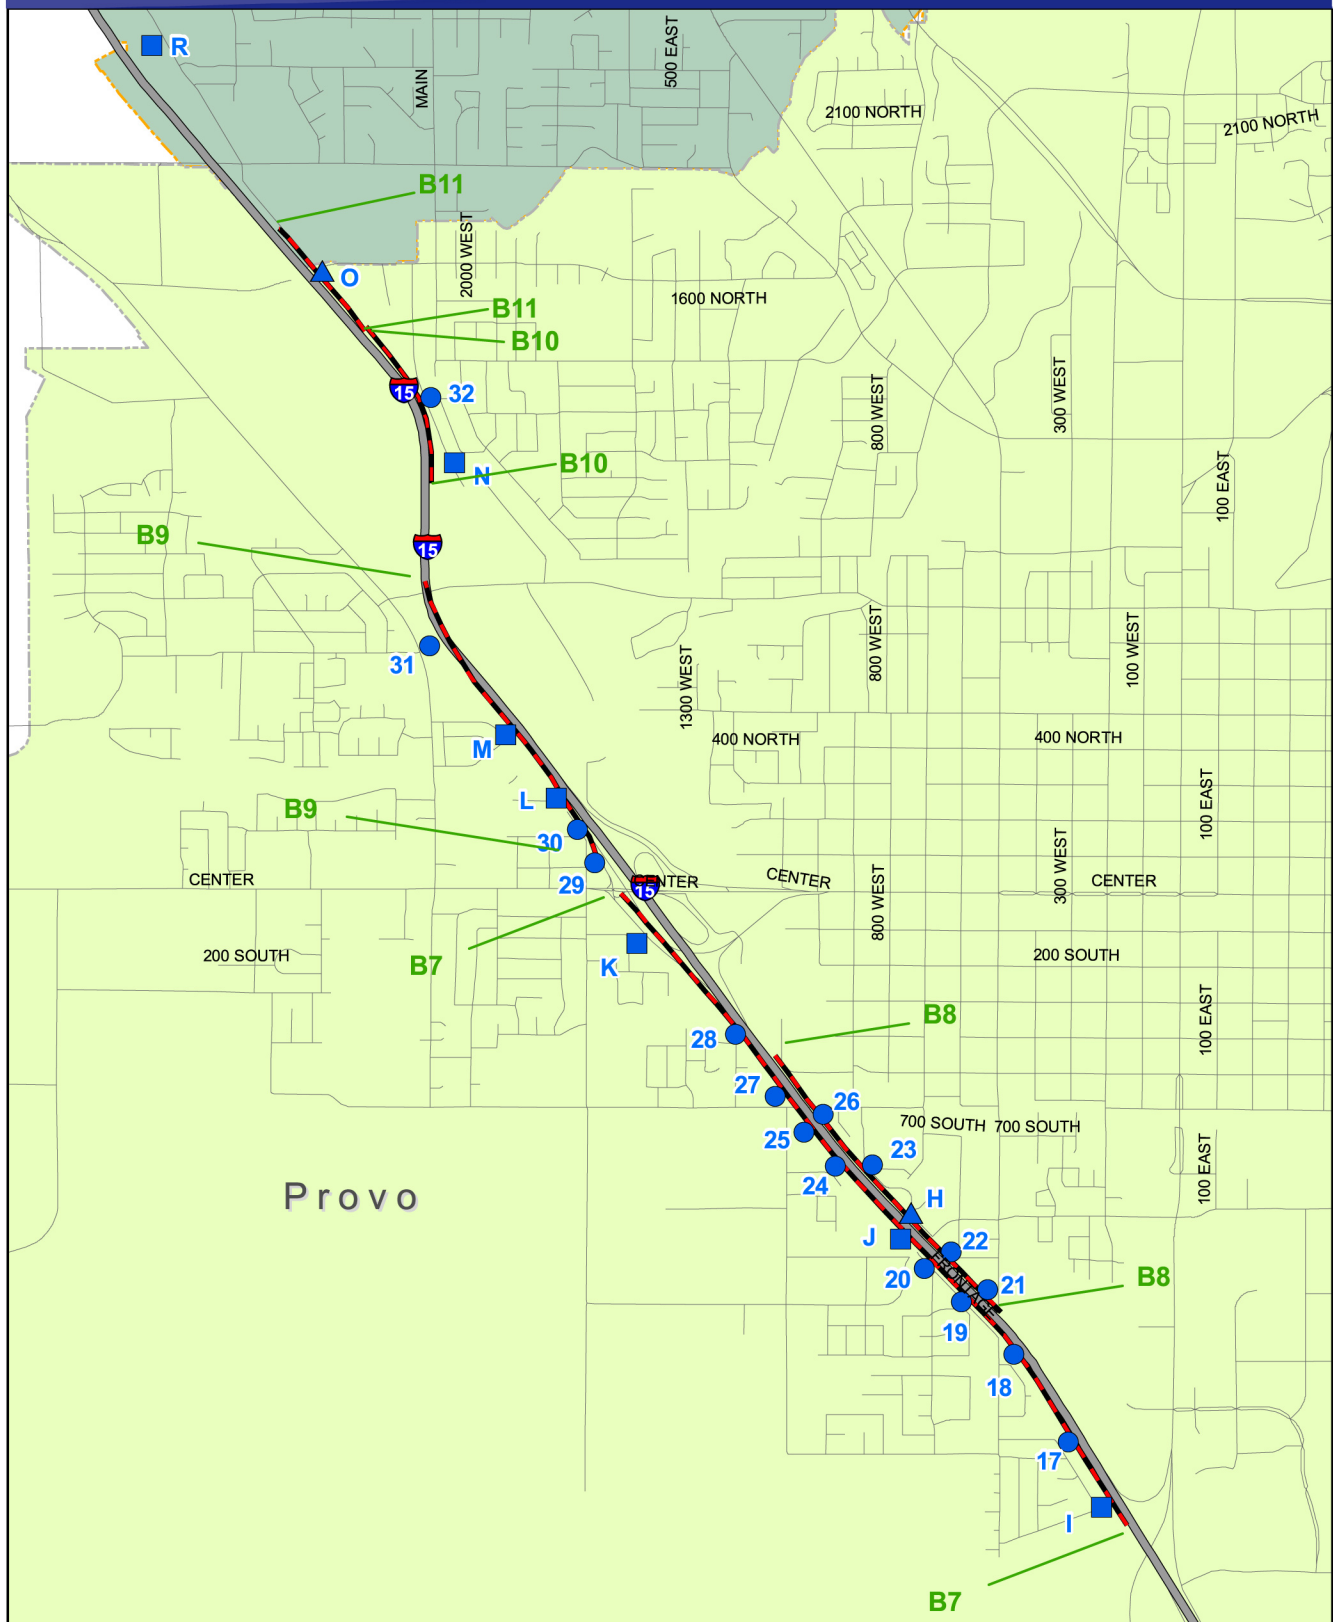 R
MAIN
500 EAST
2100 NORTH
2100 NORTH
B11
2000 WEST
O
1600 NORTH
B11
B10
15
32
800 WEST
300 WEST
N
B10
100 EAST
B9
15
31
800 WEST
100 WEST
1300 WEST
M
400 NORTH
400 NORTH
L
B9
30
100 EAST
29
CENTER
15
CENTER
CENTER
800 WEST
300 WEST
CENTER
200 SOUTH
B7
K
200 SOUTH
B8
28
100 EAST
27
26
25
700 SOUTH
700 SOUTH
23
24
100 EAST
Provo
H
J
22
20
FRONTAGE
21
B8
19
18
17
I
B7